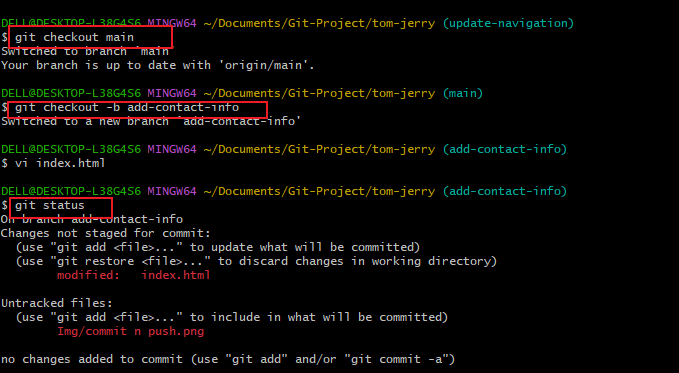 DELL@DESKTOP-L38G4S6 MINGW64 ~/Documents/Git-Project/tom-jerry (update-navigation)
$ git checkout main
Switched to branch 'main'
Your branch is up to date with 'origin/main'.
DELL@DESKTOP-L38G4S6 MINGW64 ~/Documents/Git-Project/tom-jerry (main)
$ git checkout -b add-contact-info
Switched to a new branch 'add-contact-info'
DELL@DESKTOP-L38G4S6 MINGW64 ~/Documents/Git-Project/tom-jerry (add-contact-info)
$ vi index.html
DELL@DESKTOP-L38G4S6 MINGW64 ~/Documents/Git-Project/tom-jerry (add-contact-info)
$ git status
On branch add-contact-info
Changes not staged for commit:
  (use "git add <file>..." to update what will be committed)
  (use "git restore <file>..." to discard changes in working directory)
        modified:   index.html
Untracked files:
  (use "git add <file>..." to include in what will be committed)
        Img/commit n push.png
no changes added to commit (use "git add" and/or "git commit -a")